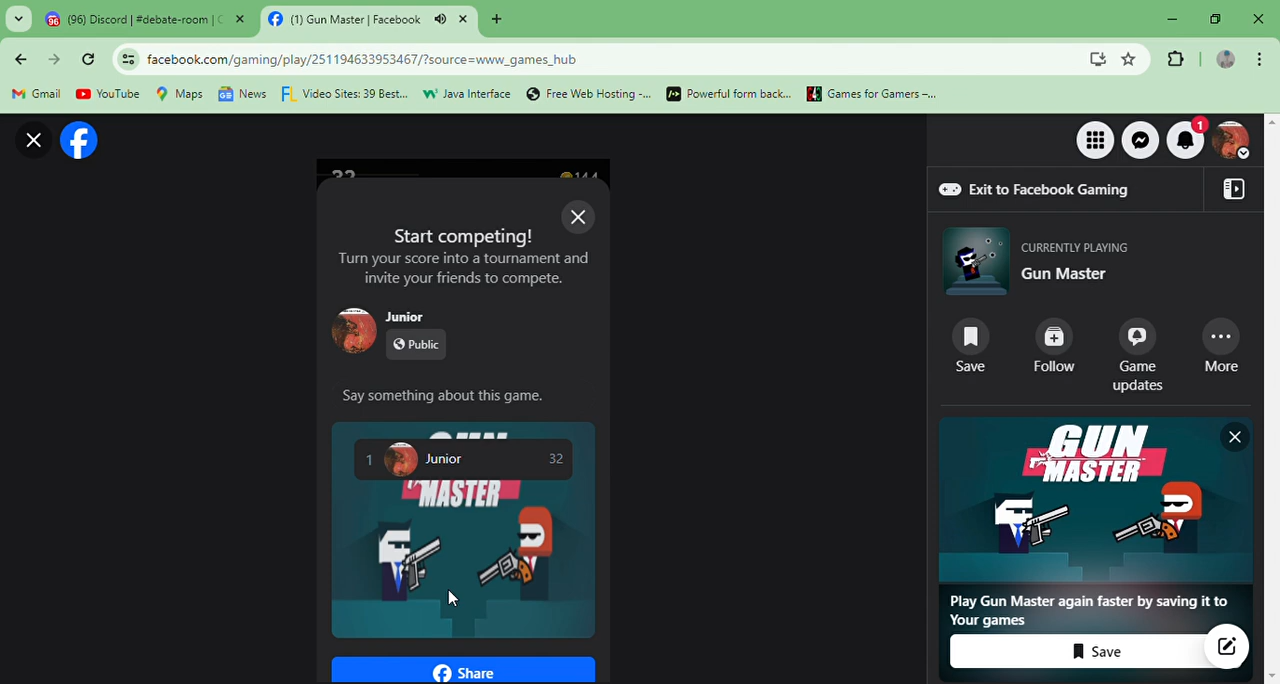 96
(96) Discord | #debate-room |
(1) Gun Master | Facebook
facebook.com/gaming/play/251194633953467/?source=www_games_hub
Gmail
YouTube
Maps
News
Video Sites: 39 Best...
Java Interface
Free Web Hosting -...
Powerful form back...
Games for Gamers –...
1
32
144
Start competing!
Turn your score into a tournament and
invite your friends to compete.
Junior
Public
Say something about this game.
1 Junior 32
GUN
MASTER
Share
Exit to Facebook Gaming
CURRENTLY PLAYING
Gun Master
Save
Follow
Game
updates
More
GUN
MASTER
Play Gun Master again faster by saving it to
Your games
Save